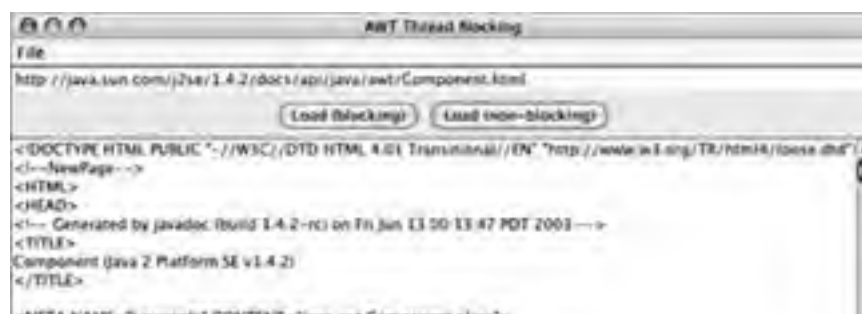 AWT Thread Blocking
File
http://java.sun.com/j2se/1.4.2/docs/api/java/awt/Component.html
Load (blocking) Load (non-blocking)
<!DOCTYPE HTML PUBLIC "-//W3C//DTD HTML 4.01 Transitional//EN" "http://www.w3.org/TR/html4/loose.dtd">
<!--NewPage-->
<HTML>
<HEAD>
<!-- Generated by javadoc (build 1.4.2-rc) on Fri Jun 13 00:13:47 PDT 2003 -->
<TITLE>
Component (Java 2 Platform SE v1.4.2)
</TITLE>